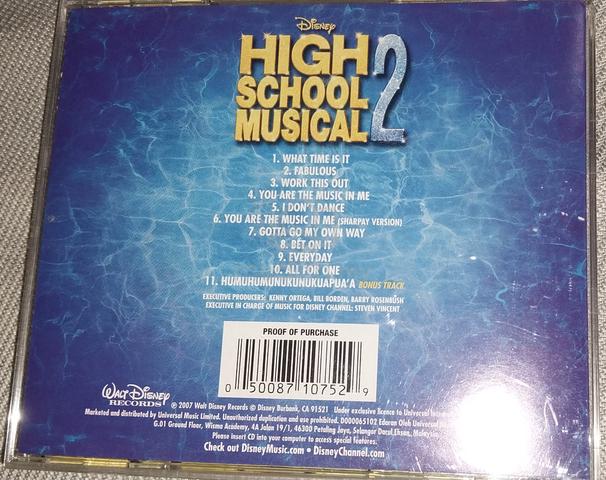 Disney
HIGH
SCHOOL
MUSICAL 2
1. WHAT TIME IS IT
2. FABULOUS
3. WORK THIS OUT
4. YOU ARE THE MUSIC IN ME
5. I DON'T DANCE
6. YOU ARE THE MUSIC IN ME (SHARPAY VERSION)
7. GOTTA GO MY OWN WAY
8. BET ON IT
9. EVERYDAY
10. ALL FOR ONE
11. HUMUHUMUNUKUNUKUAPUA'A BONUS TRACK
EXECUTIVE PRODUCERS: KENNY ORTEGA, BILL BORDEN, BARRY ROSENBUSH
EXECUTIVE IN CHARGE OF MUSIC FOR DISNEY CHANNEL: STEVEN VINCENT
PROOF OF PURCHASE
0 50087 10752 9
Walt Disney
RECORDS
℗ 2007 Walt Disney Records © Disney Burbank, CA 91521 Under exclusive licence to Universal
Marketed and distributed by Universal Music Limited. Unauthorized duplication and use prohibited. D000065102 Edaran Oleh Universal
G.01 Ground Floor, Wisma Academy, 4A Jalan 19/1, 46300 Petaling Jaya, Selangor Darul Ehsan,
Please insert CD into your computer to access special features.
Check out DisneyMusic.com • DisneyChannel.com